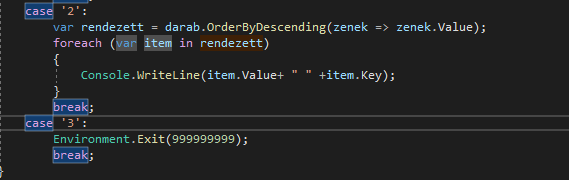 case '2':
var rendezett = darab.OrderByDescending(zenek => zenek.Value);
foreach (var item in rendezett)
{
Console.WriteLine(item.Value+ " " +item.Key);
}
break;
case '3':
Environment.Exit(999999999);
break;
}